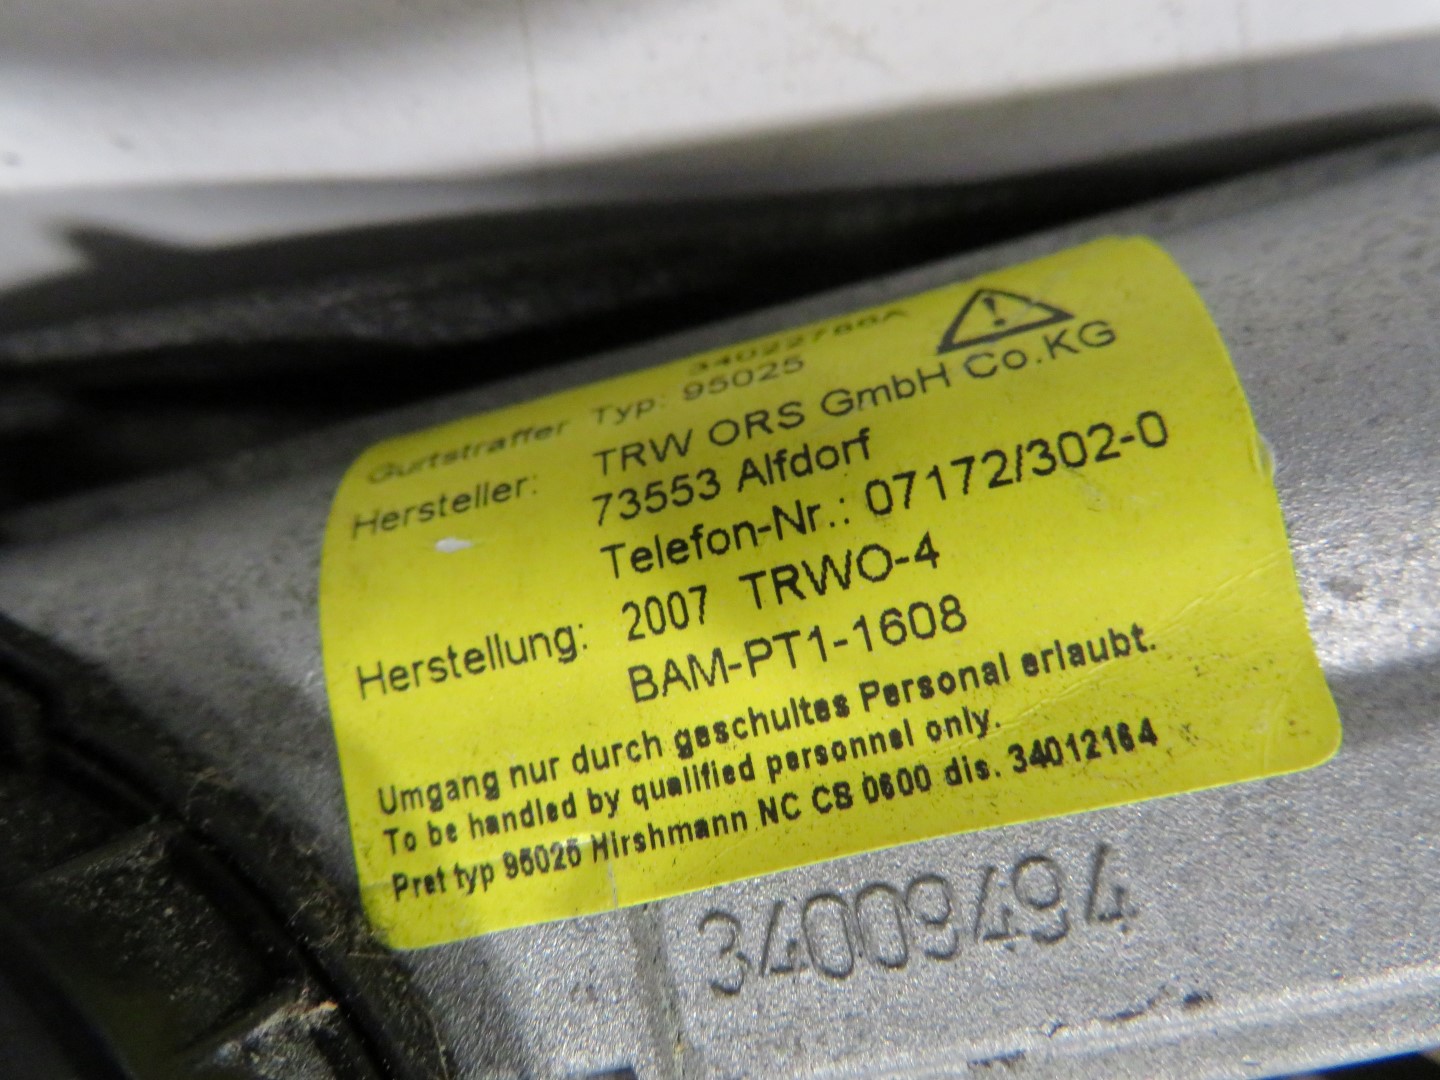 34022786A
Gurtstraffer Typ: 95025
Hersteller: TRW ORS GmbH Co.KG
73553 Alfdorf
Telefon-Nr.: 07172/302-0
Herstellung: 2007 TRWO-4
BAM-PT1-1608
Umgang nur durch geschultes Personal erlaubt.
To be handled by qualified personnel only.
Pret typ 95025 Hirshmann NC CS 0600 dis. 34012164
34009494